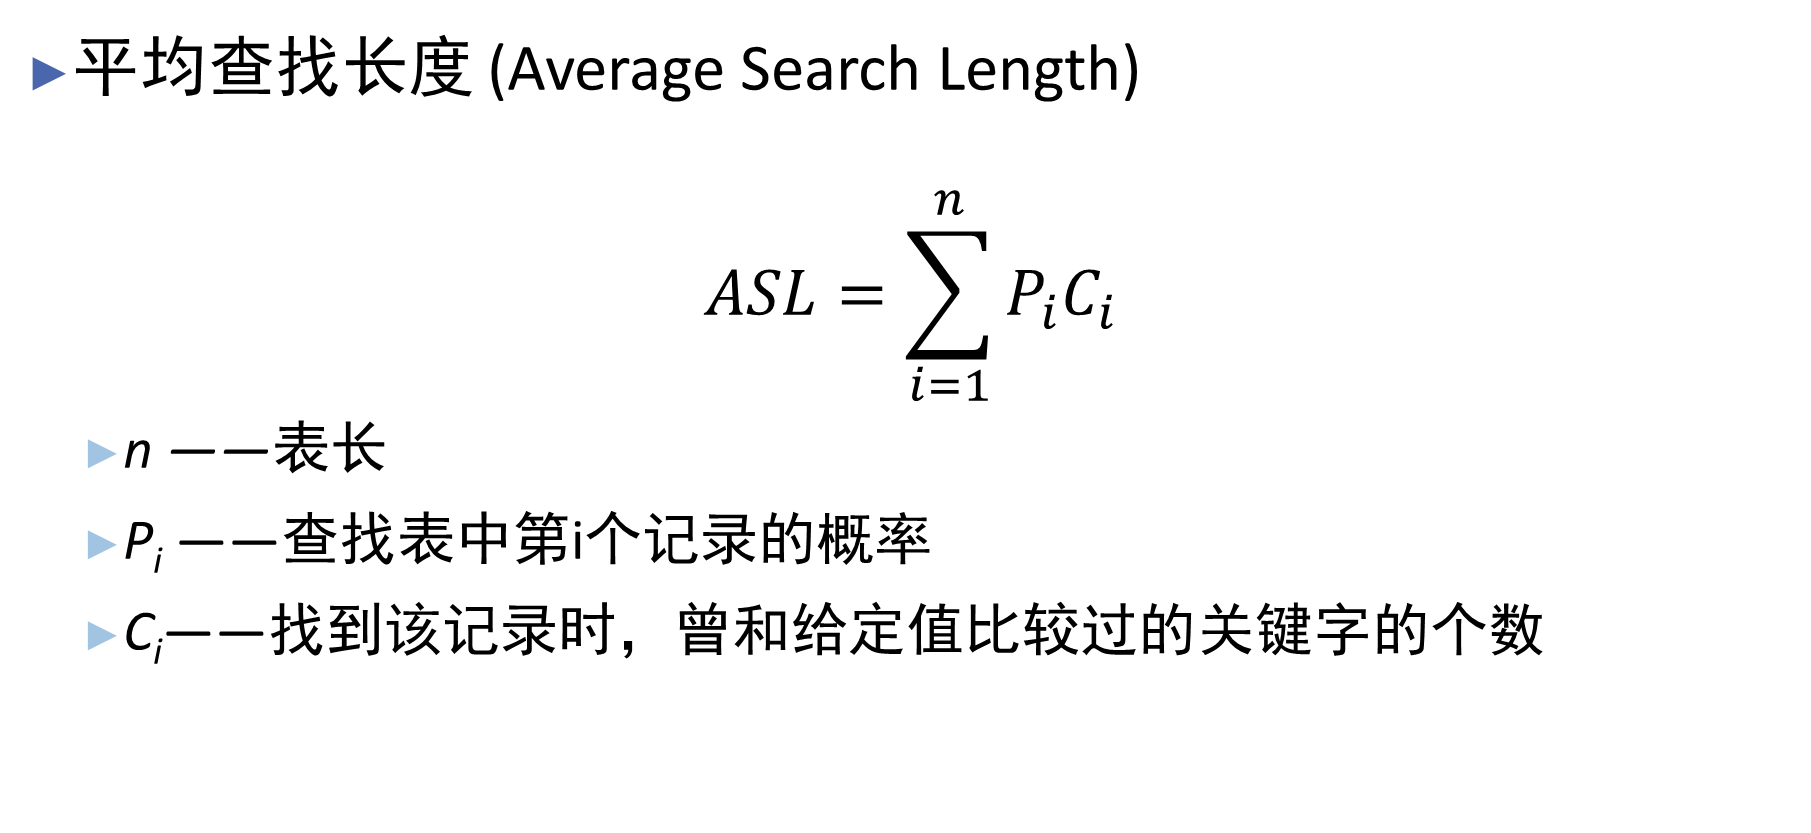 ▶平均查找长度 (Average Search Length)
ASL = \sum_{i=1}^{n} P_i C_i
▶n ——表长
▶P_i ——查找表中第i个记录的概率
▶C_i——找到该记录时，曾和给定值比较过的关键字的个数